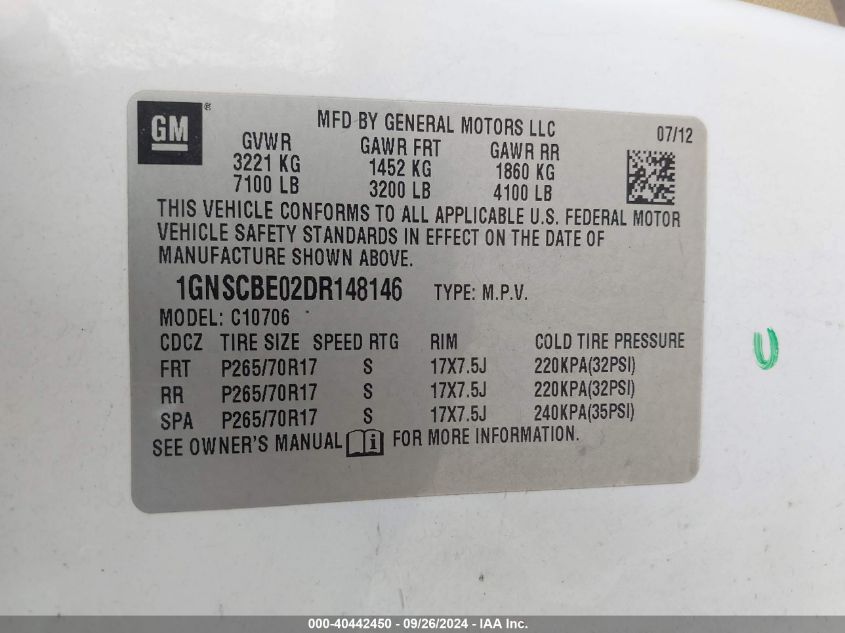 GM ®
MFD BY GENERAL MOTORS LLC
07/12
GVWR GAWR FRT GAWR RR
3221 KG 1452 KG 1860 KG
7100 LB 3200 LB 4100 LB
THIS VEHICLE CONFORMS TO ALL APPLICABLE U.S. FEDERAL MOTOR
VEHICLE SAFETY STANDARDS IN EFFECT ON THE DATE OF
MANUFACTURE SHOWN ABOVE.
1GNSCBE02DR148146 TYPE: M.P.V.
MODEL: C10706
CDCZ TIRE SIZE SPEED RTG RIM COLD TIRE PRESSURE
FRT P265/70R17 S 17X7.5J 220KPA(32PSI)
RR P265/70R17 S 17X7.5J 220KPA(32PSI)
SPA P265/70R17 S 17X7.5J 240KPA(35PSI)
SEE OWNER'S MANUAL i FOR MORE INFORMATION.
000-40442450 - 09/26/2024 - IAA Inc.